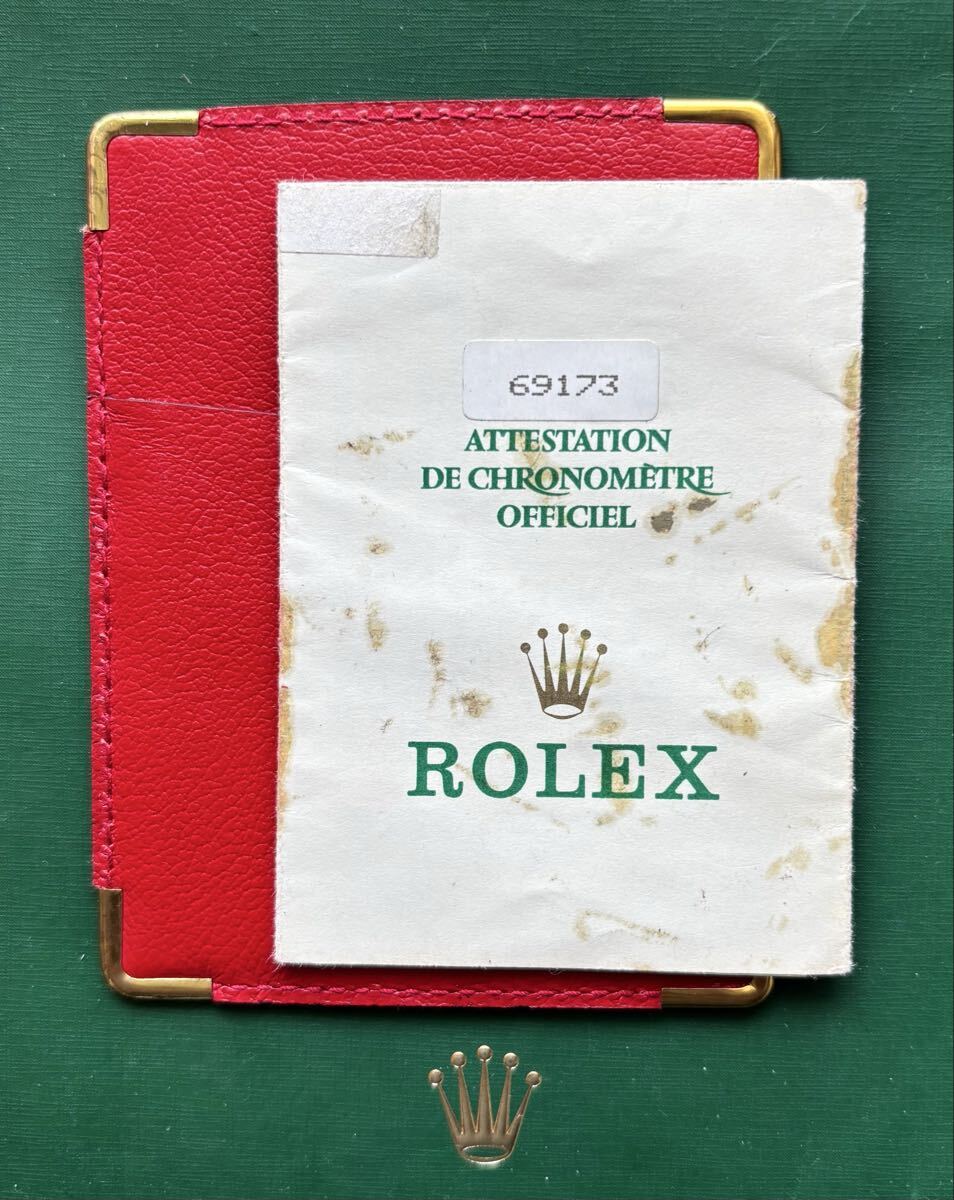 69173
ATTESTATION
DE CHRONOMÈTRE
OFFICIEL
ROLEX